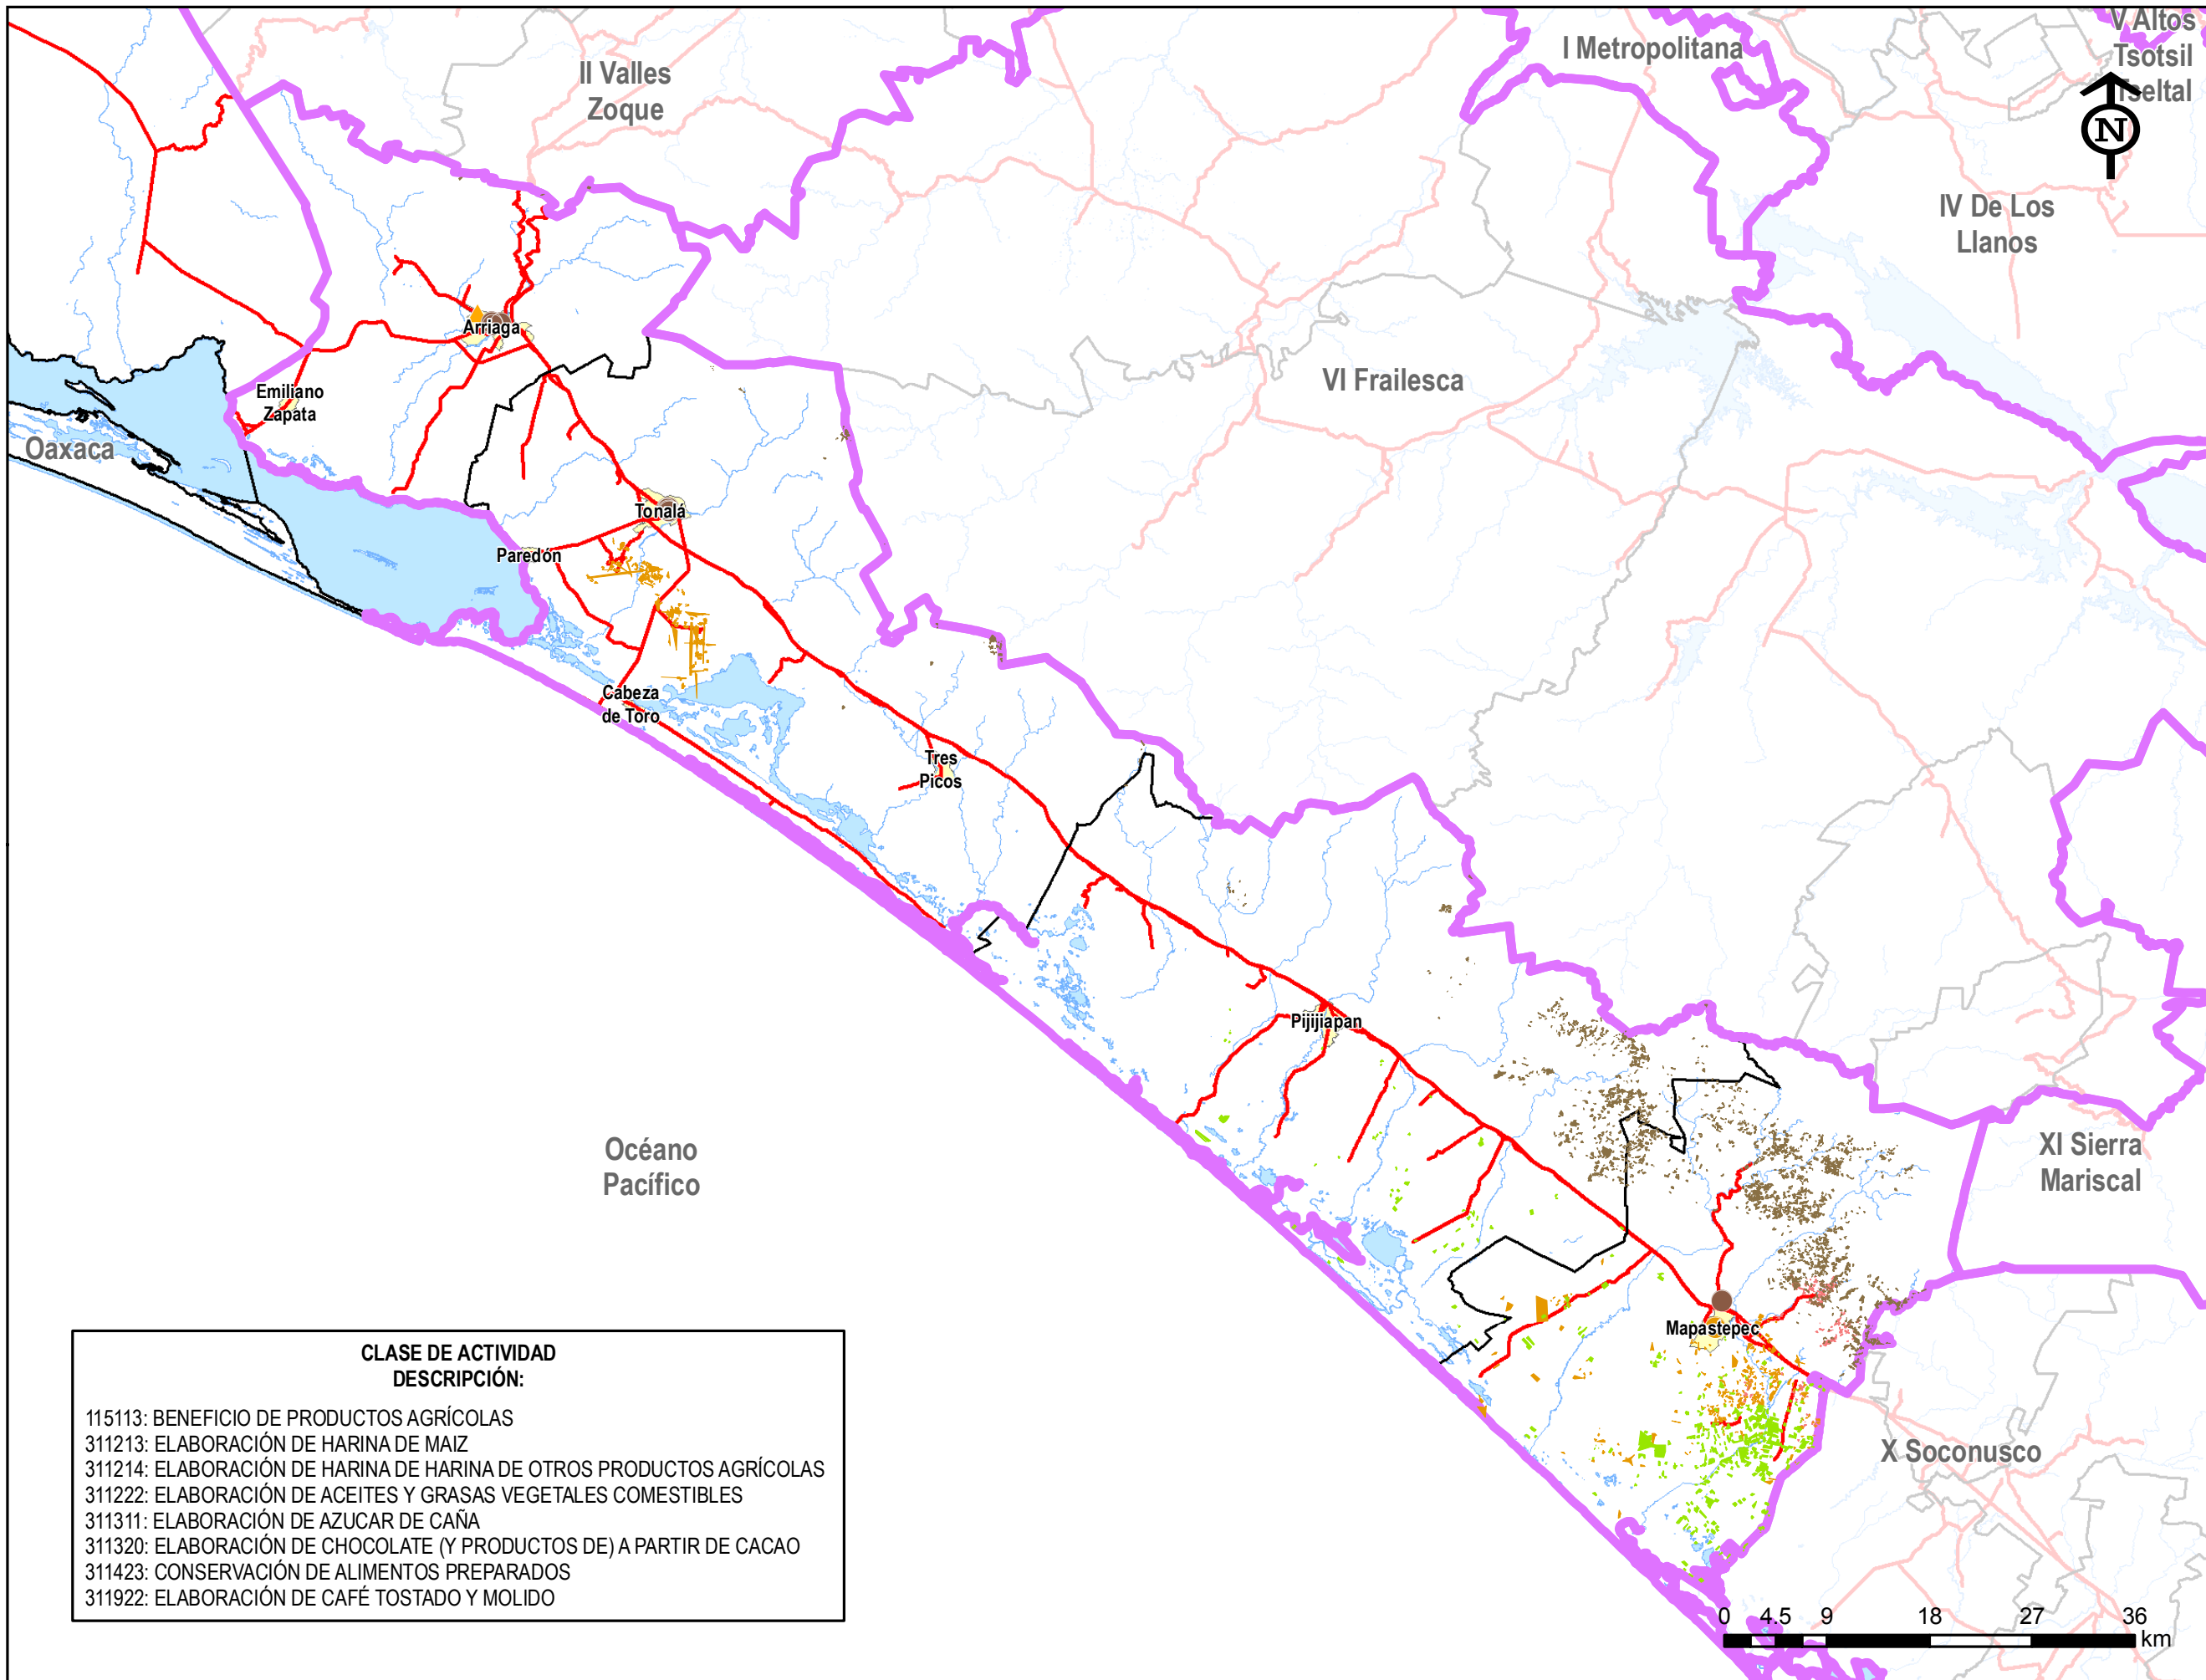 V Altos
Tsotsil
Tseltal
I Metropolitana
II Valles
Zoque
N
IV De Los
Llanos
Arriaga
VI Frailesca
Emiliano
Zapata
Oaxaca
Tonalá
Paredón
Cabeza
de Toro
Tres
Picos
Pijijiapan
Océano
Pacífico
XI Sierra
Mariscal
Mapastepec
X Soconusco
CLASE DE ACTIVIDAD
DESCRIPCIÓN:
115113: BENEFICIO DE PRODUCTOS AGRÍCOLAS
311213: ELABORACIÓN DE HARINA DE MAIZ
311214: ELABORACIÓN DE HARINA DE HARINA DE OTROS PRODUCTOS AGRÍCOLAS
311222: ELABORACIÓN DE ACEITES Y GRASAS VEGETALES COMESTIBLES
311311: ELABORACIÓN DE AZUCAR DE CAÑA
311320: ELABORACIÓN DE CHOCOLATE (Y PRODUCTOS DE) A PARTIR DE CACAO
311423: CONSERVACIÓN DE ALIMENTOS PREPARADOS
311922: ELABORACIÓN DE CAFÉ TOSTADO Y MOLIDO
0 4.5 9 18 27 36
km